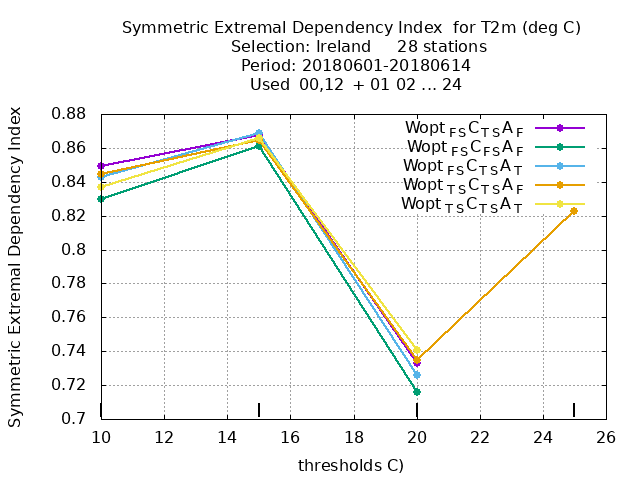 Symmetric Extremal Dependency Index  for T2m (deg C)
Selection: Ireland     28 stations
Period: 20180601-20180614
Used  00,12  + 01 02 ... 24
Symmetric Extremal Dependency Index
0.88
0.86
0.84
0.82
0.8
0.78
0.76
0.74
0.72
0.7
Wopt FS C TS A F
Wopt FS C FS A F
Wopt FS C TS A T
Wopt TS C TS A F
Wopt TS C TS A T
10 12 14 16 18 20 22 24 26
thresholds C)